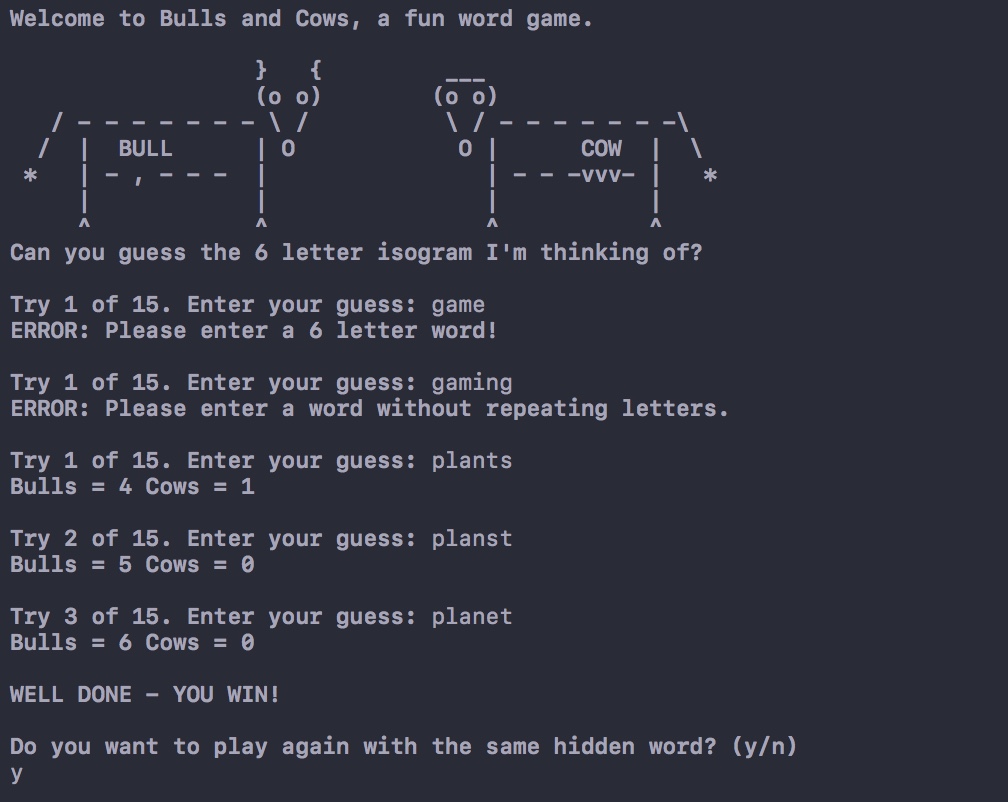 Welcome to Bulls and Cows, a fun word game.
}   {         ___
(o o)        (o o)
/ - - - - - - - \ /          \ / - - - - - - - -\
/  |  BULL      | O            O |      COW  |  \
*   | - , - - -  |                | - - -vvv- |   *
|            |                |           |
^            ^                ^           ^
Can you guess the 6 letter isogram I'm thinking of?
Try 1 of 15. Enter your guess: game
ERROR: Please enter a 6 letter word!
Try 1 of 15. Enter your guess: gaming
ERROR: Please enter a word without repeating letters.
Try 1 of 15. Enter your guess: plants
Bulls = 4 Cows = 1
Try 2 of 15. Enter your guess: planst
Bulls = 5 Cows = 0
Try 3 of 15. Enter your guess: planet
Bulls = 6 Cows = 0
WELL DONE - YOU WIN!
Do you want to play again with the same hidden word? (y/n)
y